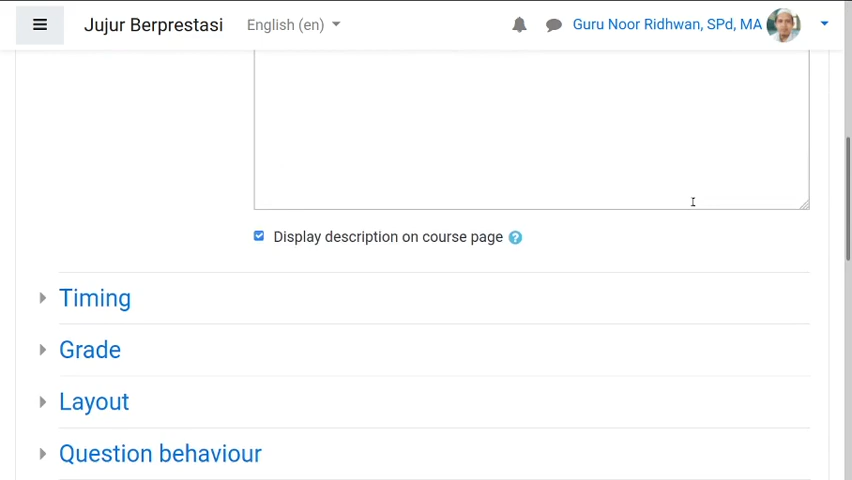 Jujur Berprestasi English (en) Guru Noor Ridhwan, SPd, MA
Display description on course page
Timing
Grade
Layout
Question behaviour